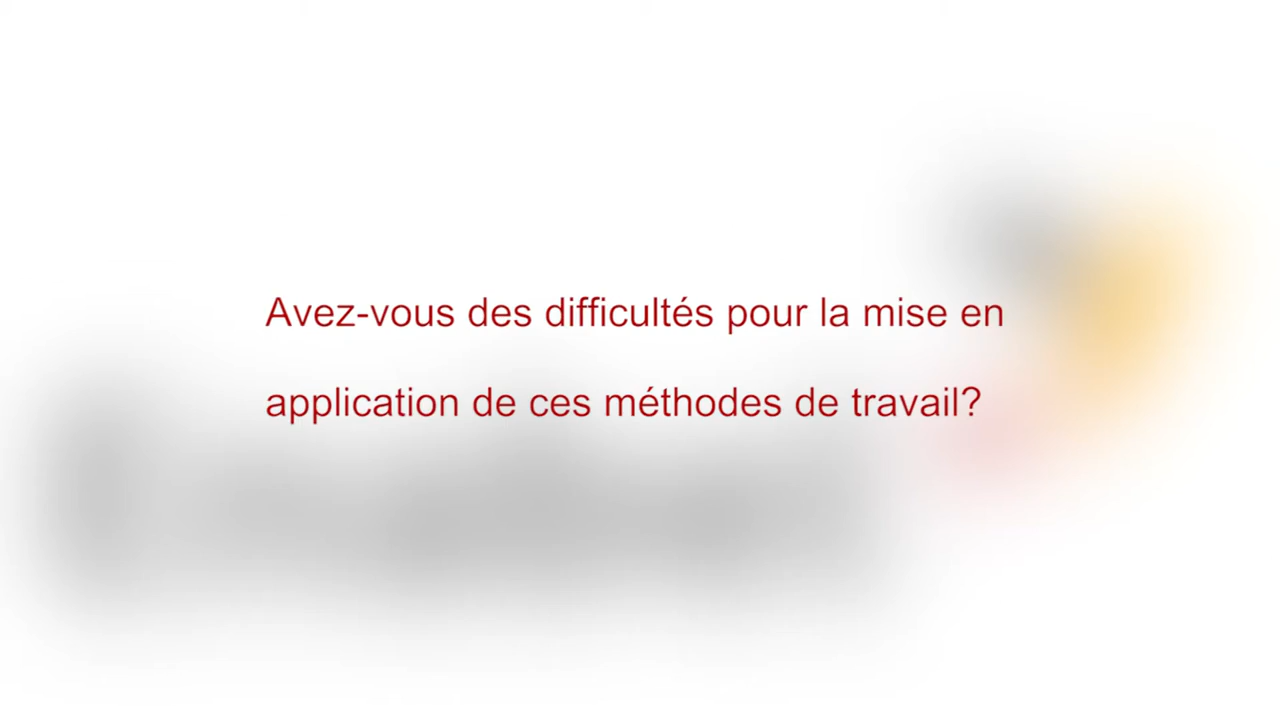 Avez-vous des difficultés pour la mise en
application de ces méthodes de travail?